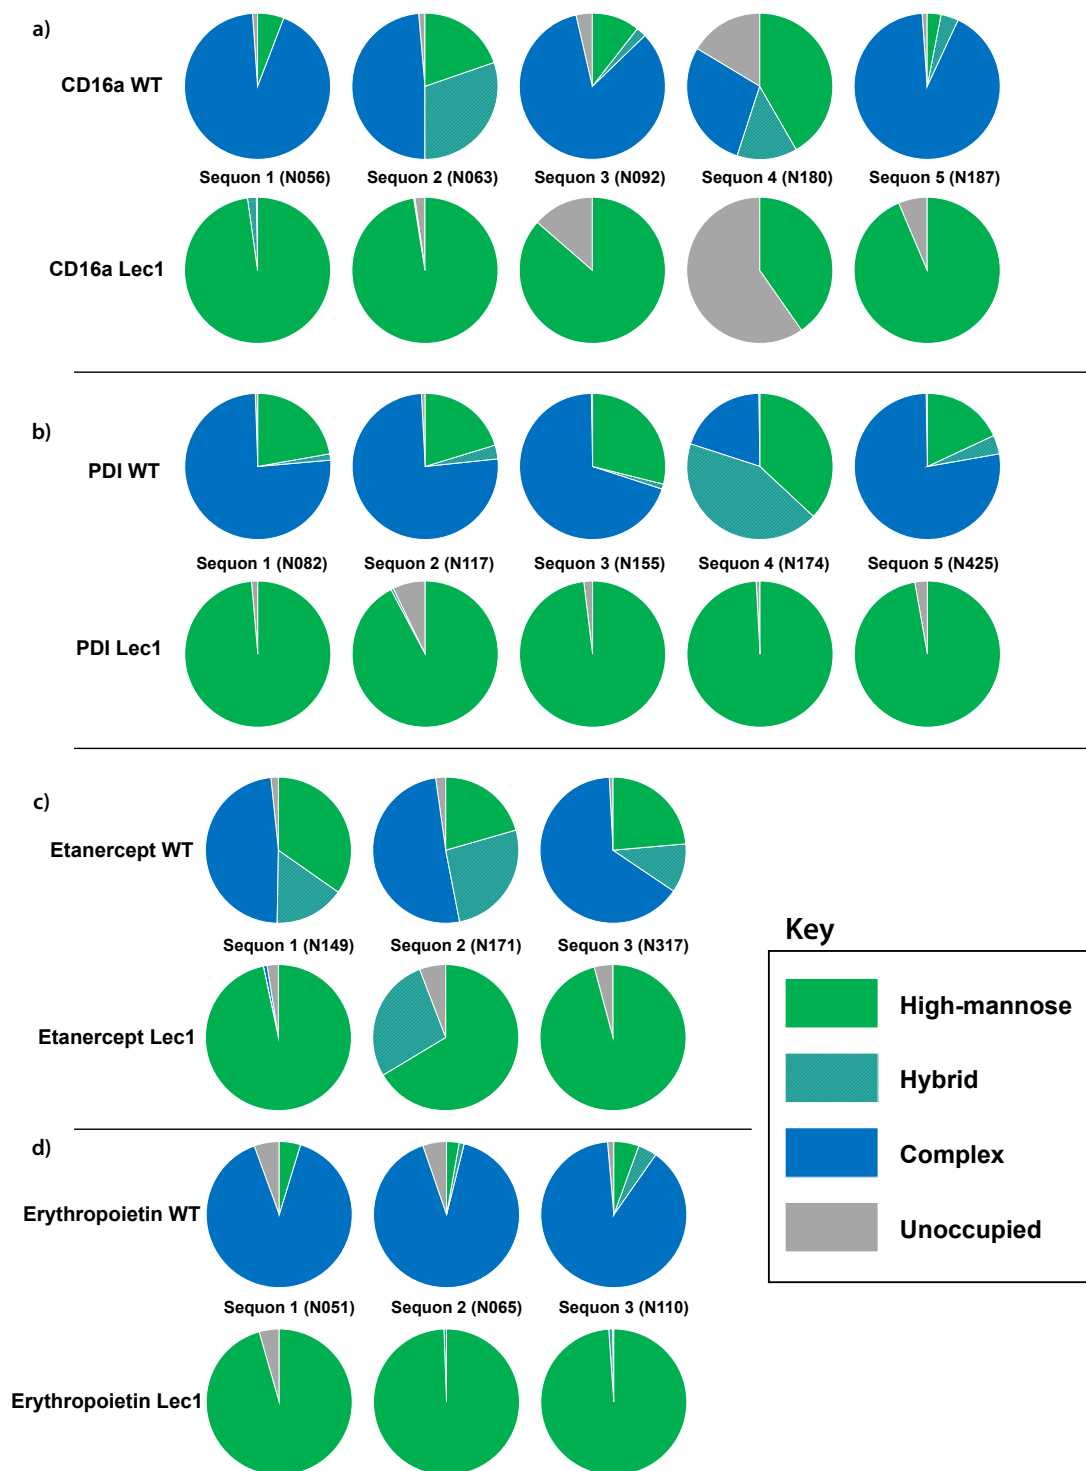 a)
CD16a WT
Sequon 1 (N056) Sequon 2 (N063) Sequon 3 (N092) Sequon 4 (N180) Sequon 5 (N187)
CD16a Lec1
b)
PDI WT
Sequon 1 (N082) Sequon 2 (N117) Sequon 3 (N155) Sequon 4 (N174) Sequon 5 (N425)
PDI Lec1
c)
Etanercept WT
Sequon 1 (N149) Sequon 2 (N171) Sequon 3 (N317)
Etanercept Lec1
d)
Erythropoietin WT
Sequon 1 (N051) Sequon 2 (N065) Sequon 3 (N110)
Erythropoietin Lec1
Key
High-mannose
Hybrid
Complex
Unoccupied